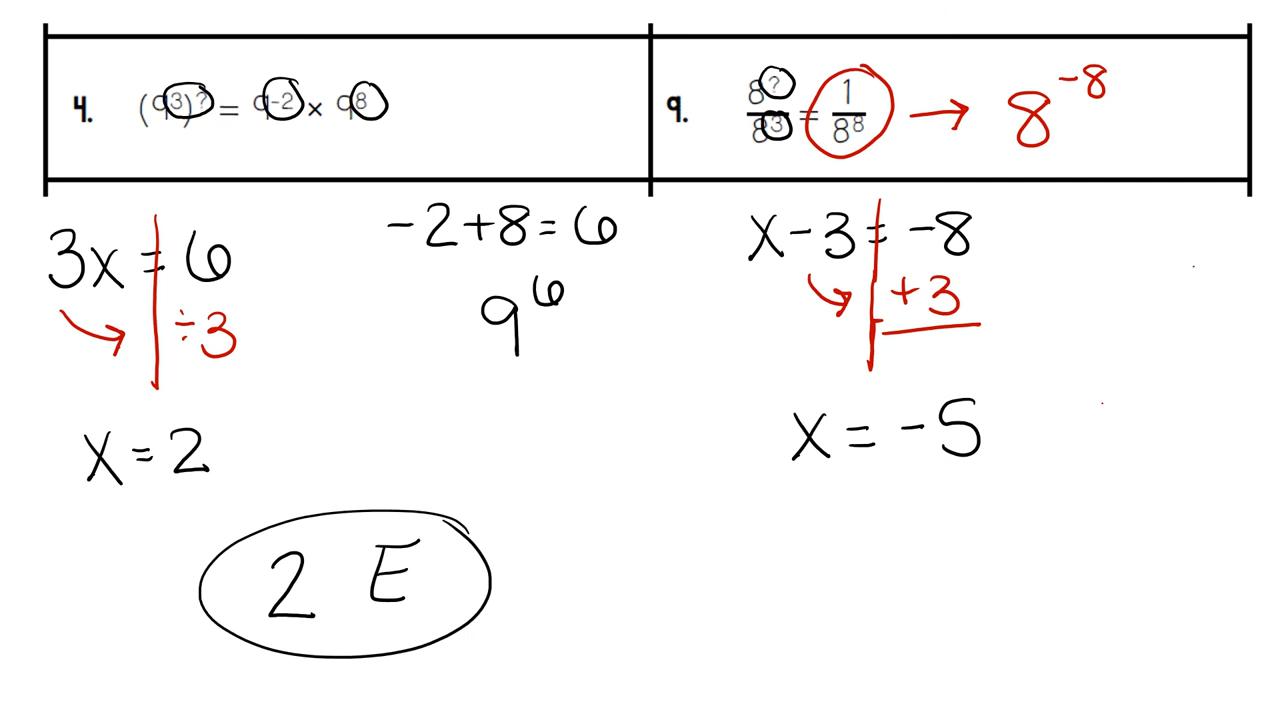 4. (9³)^? = 9⁻² × 9⁸
3x = 6
÷3
x = 2
-2+8=6
9⁶
2 E
9. 8^?/8³ = 1/8⁸ → 8⁻⁸
x - 3 = -8
+3
x = -5